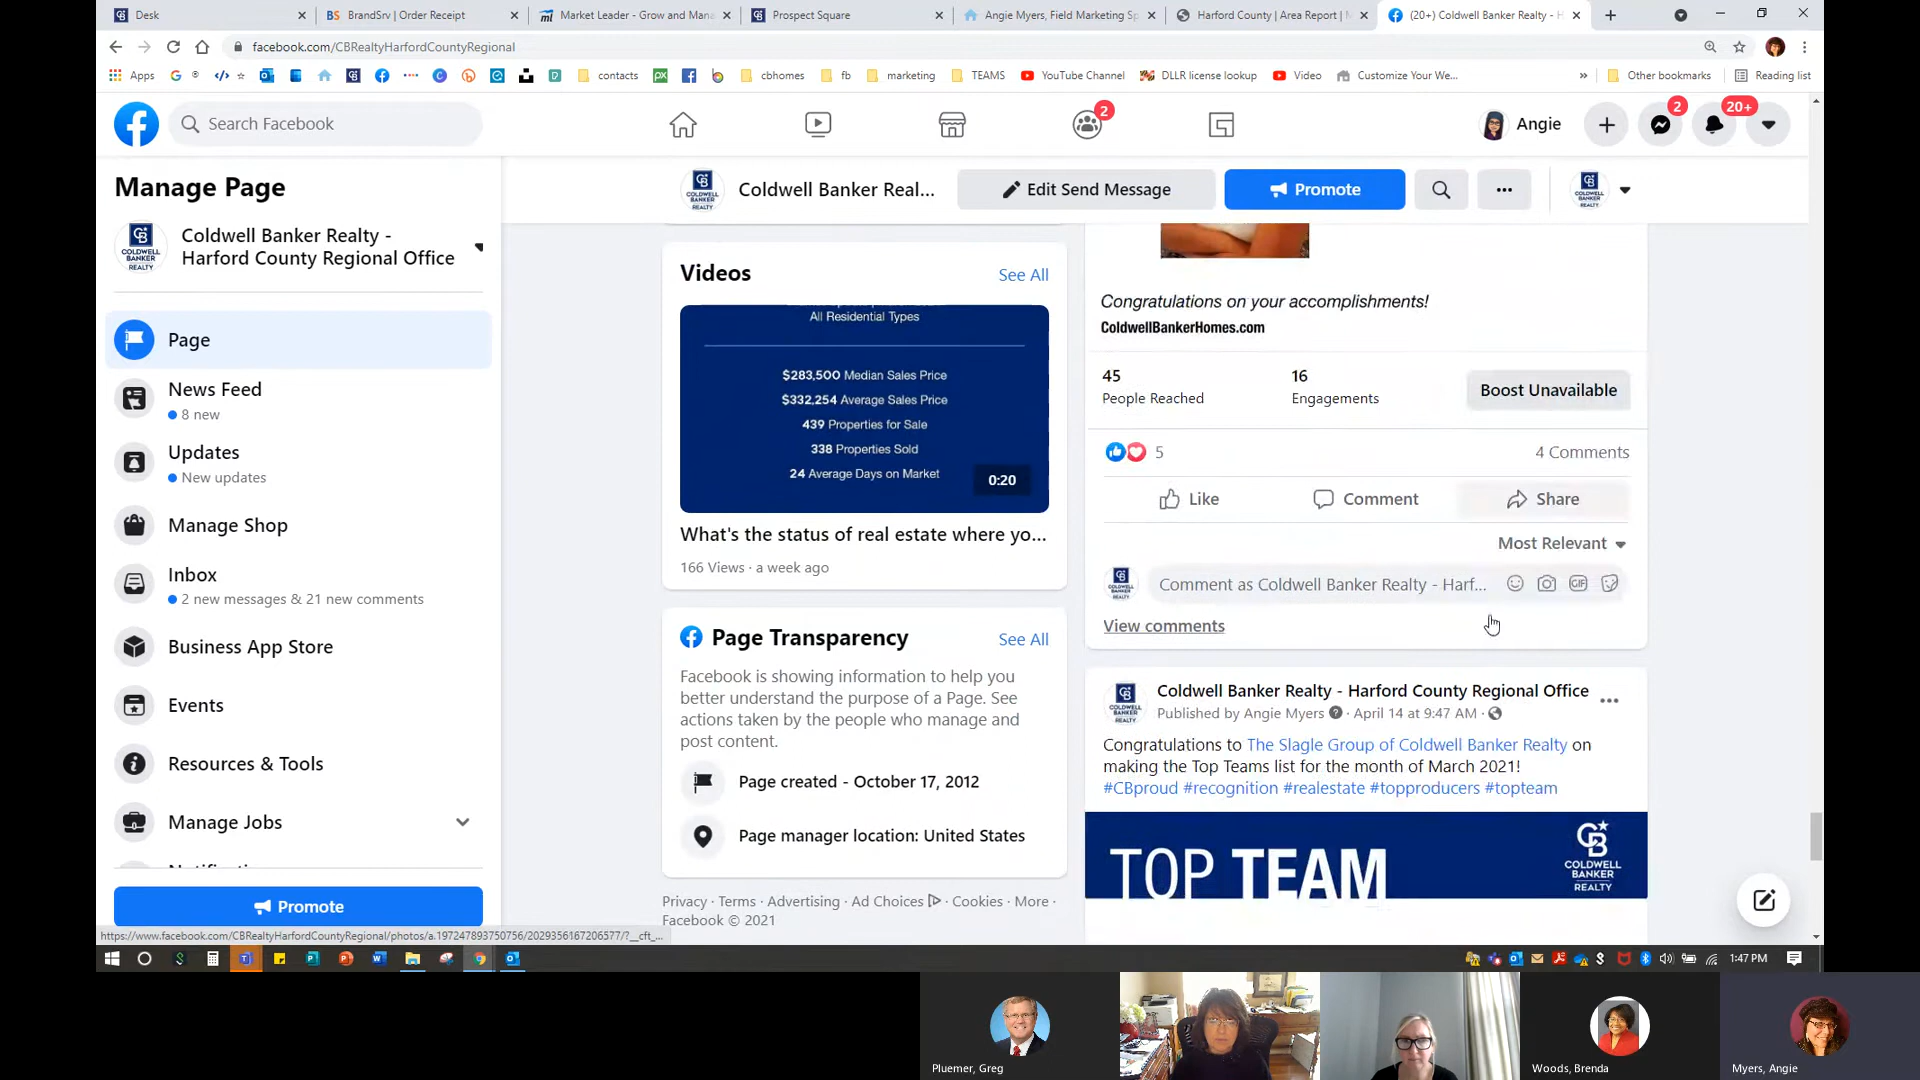 Desk
BrandSrv | Order Receipt
Market Leader - Grow and Mana
Prospect Square
Angie Myers, Field Marketing Sp
Harford County | Area Report |
(20+) Coldwell Banker Realty - H
facebook.com/CBRealtyHarfordCountyRegional
Apps
contacts
cbhomes
fb
marketing
TEAMS
YouTube Channel
DLLR license lookup
Video
Customize Your We...
»
Other bookmarks
Reading list
Search Facebook
2
Angie
2
20+
Manage Page
Coldwell Banker Realty -
Harford County Regional Office
Page
News Feed
8 new
Updates
New updates
Manage Shop
Inbox
2 new messages & 21 new comments
Business App Store
Events
Resources & Tools
Manage Jobs
Promote
https://www.facebook.com/CBRealtyHarfordCountyRegional/photos/a.197247893750756/2029356167206577/?__cft_...
COLDWELL BANKER REALTY
Coldwell Banker Real...
Edit Send Message
Promote
Videos
See All
All Residential Types
$283,500 Median Sales Price
$332,254 Average Sales Price
439 Properties for Sale
338 Properties Sold
24 Average Days on Market
0:20
What's the status of real estate where yo...
166 Views · a week ago
Page Transparency
See All
Facebook is showing information to help you
better understand the purpose of a Page. See
actions taken by the people who manage and
post content.
Page created - October 17, 2012
Page manager location: United States
Privacy · Terms · Advertising · Ad Choices · Cookies · More ·
Facebook © 2021
Congratulations on your accomplishments!
ColdwellBankerHomes.com
45
People Reached
16
Engagements
Boost Unavailable
5
4 Comments
Like
Comment
Share
Most Relevant
Comment as Coldwell Banker Realty - Harf...
GIF
View comments
Coldwell Banker Realty - Harford County Regional Office
Published by Angie Myers · April 14 at 9:47 AM ·
Congratulations to The Slagle Group of Coldwell Banker Realty on
making the Top Teams list for the month of March 2021!
#CBproud #recognition #realestate #topproducers #topteam
TOP TEAM
CB
COLDWELL
BANKER
REALTY
1:47 PM
Pluemer, Greg
Woods, Brenda
Myers, Angie